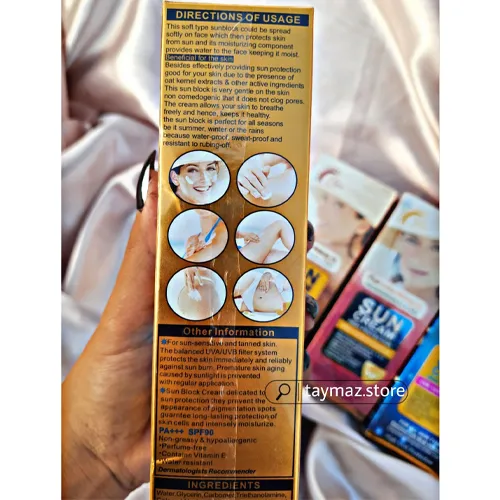 DIRECTIONS OF USAGE
This soft type sunblock could be spread
softly on face which then protects skin
from sun and its moisturizing component
provides water to the face keeping it moist.
Beneficial for the skin
Besides effectively providing sun protection
good for your skin due to the presence of
oat kernel extracts & other active ingredients
This sun block is very gentle on the skin
non comedogenic that it does not clog pores.
The cream allows your skin to breathe
freely and hence, keeps it healthy.
the sun block is perfect for all seasons
be it summer, winter or the rains
because water-proof, sweat-proof and
resistant to rubing-off.
Other Information
For sun-sensitive and tanned skin.
The balanced UVA/UVB filter system
protects the skin immediately and reliably
against sun burn. Premature skin aging
caused by sunlight is prevented
with regular application.
Sun Block Cream delicated to
sun protection they prevent the
appearance of pigmentation spots
guarantee long-lasting protection of
skin cells and intensely moisturize.
PA+++ SPF90
Non-greasy & hypoallergenic
•Perfume-free
•Contains Vitamin E
•Water resistant
Dermatologists Recommender
INGREDIENTS
Water, Glycerin, Carbomer, Triethanolamine,
SUN
CREAM
taymaz.store